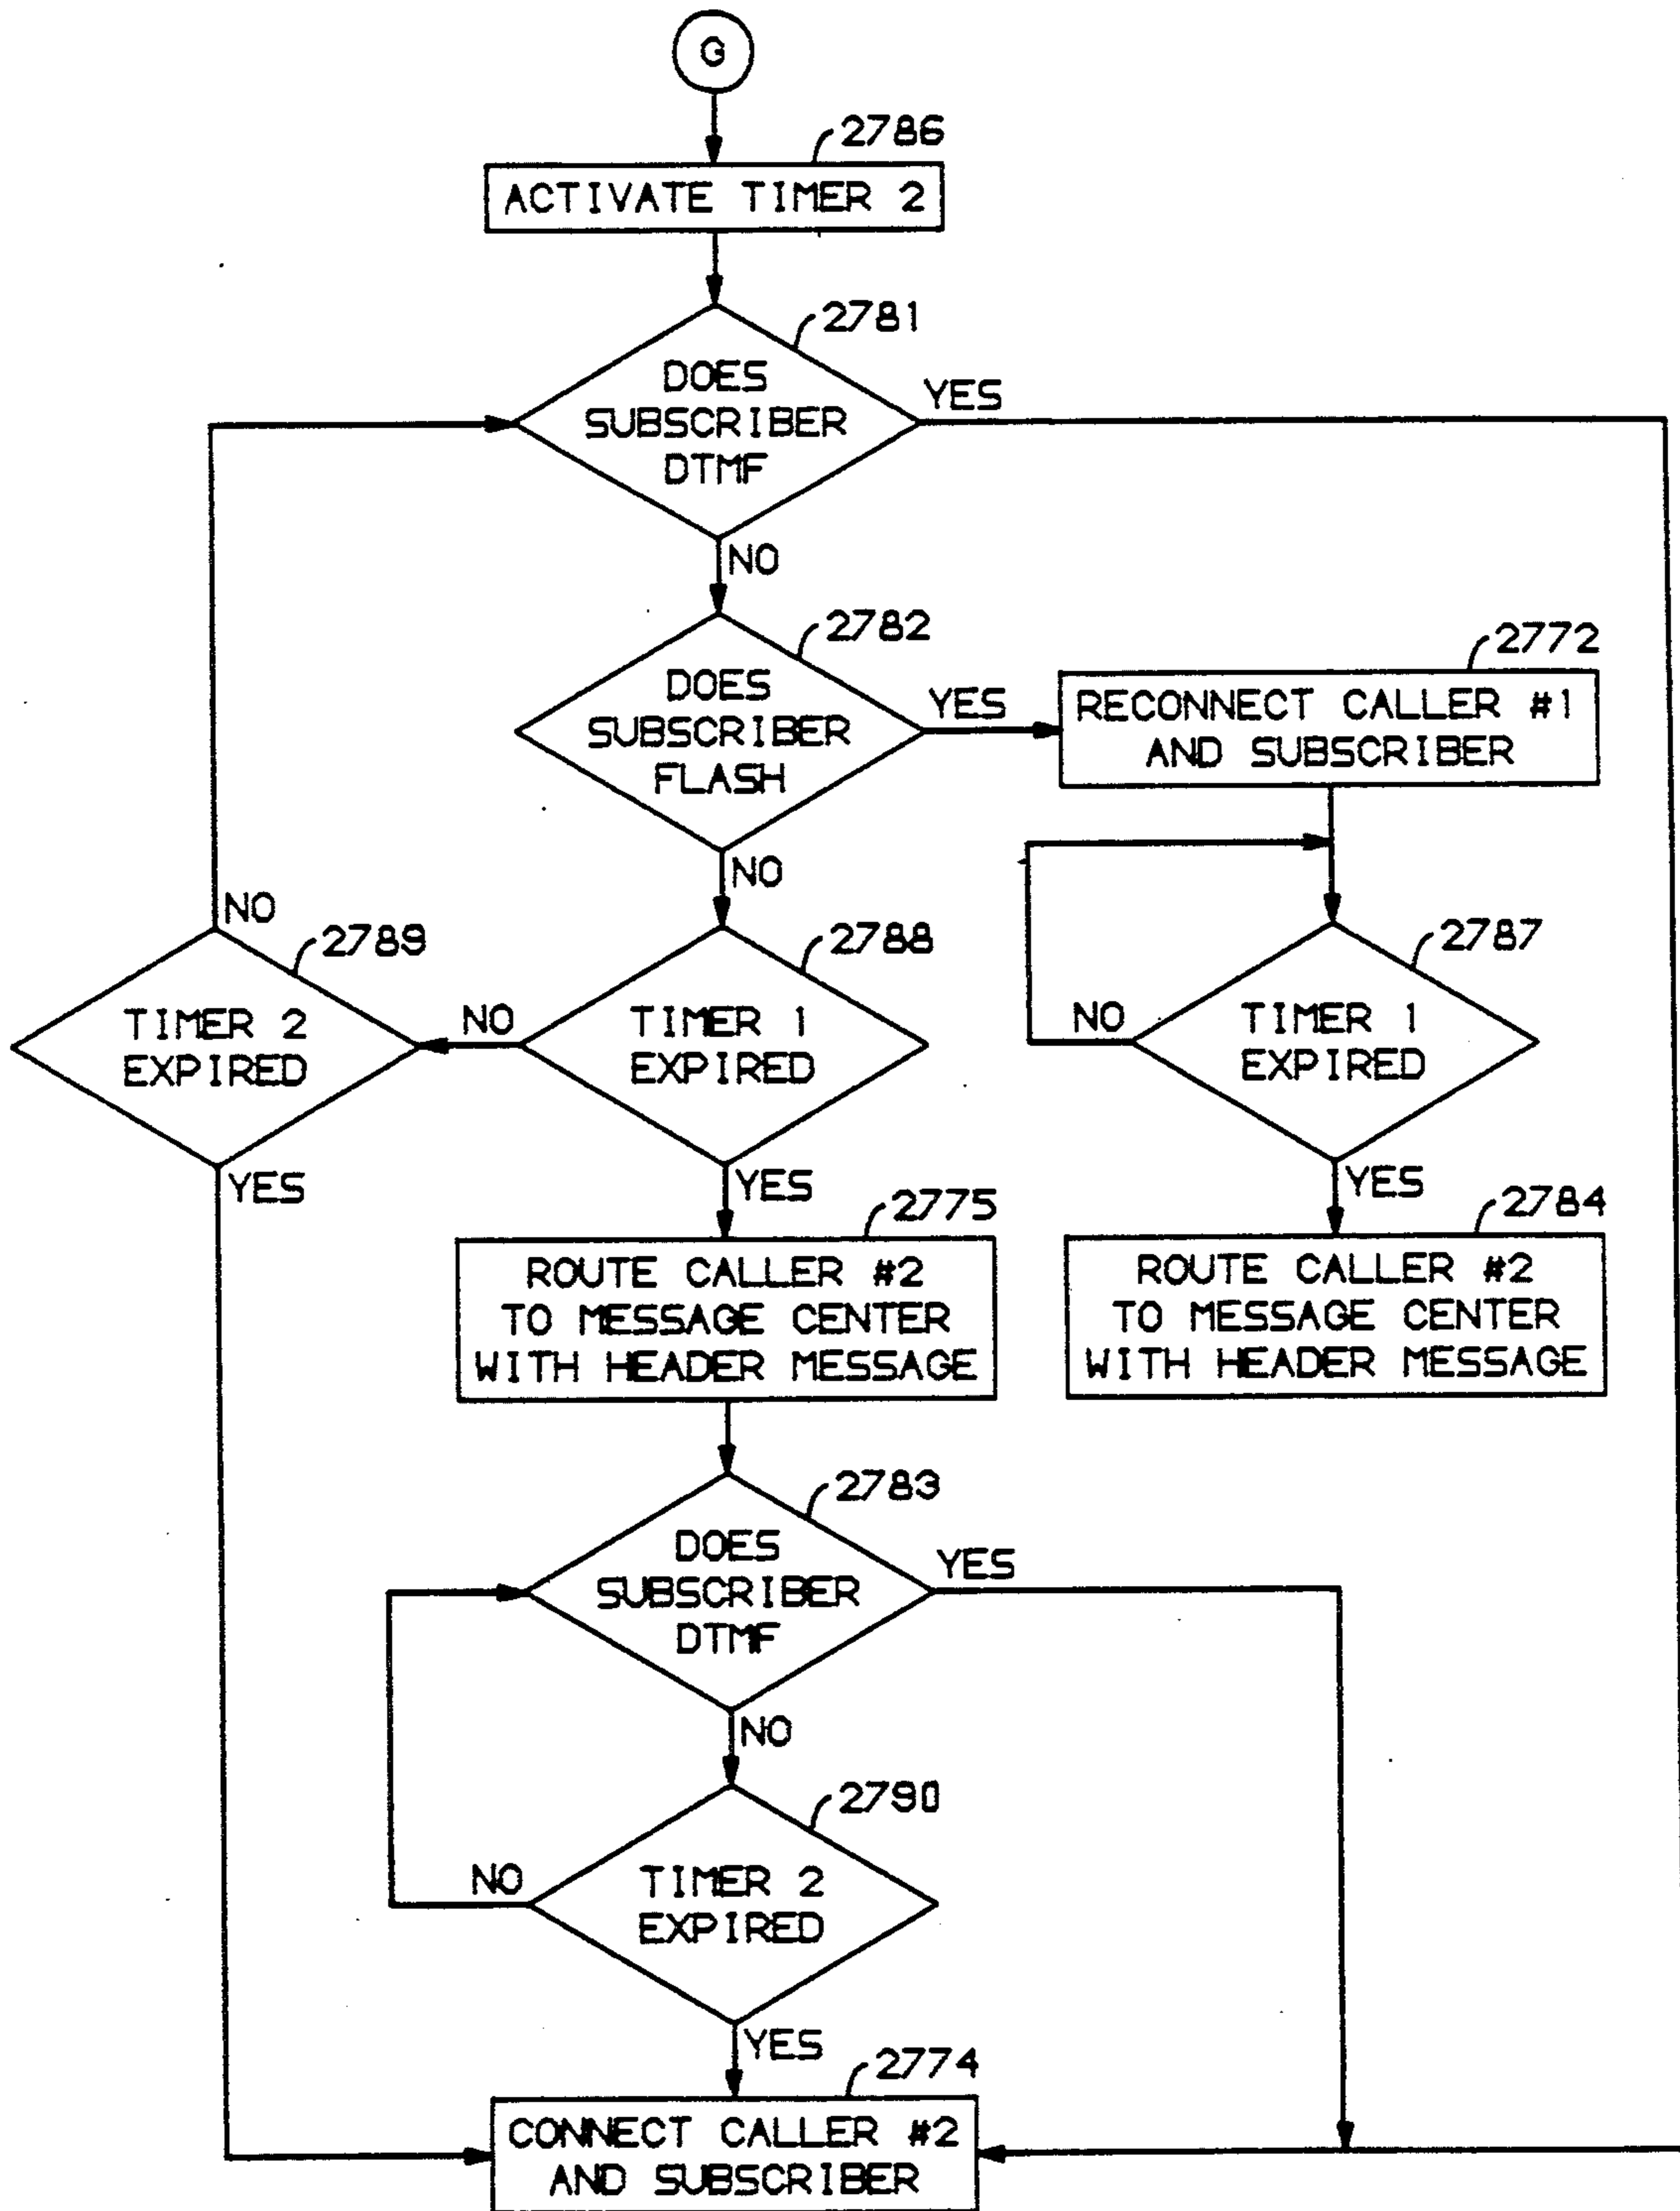 G
2786
ACTIVATE TIMER 2
2781
DOES
SUBSCRIBER
DTMF
YES
NO
2782
DOES
SUBSCRIBER
FLASH
YES
2772
RECONNECT CALLER #1
AND SUBSCRIBER
NO
NO
2789
TIMER 2
EXPIRED
YES
NO
2788
TIMER 1
EXPIRED
2787
NO
TIMER 1
EXPIRED
YES
YES
2775
ROUTE CALLER #2
TO MESSAGE CENTER
WITH HEADER MESSAGE
2784
ROUTE CALLER #2
TO MESSAGE CENTER
WITH HEADER MESSAGE
2783
DOES
SUBSCRIBER
DTMF
YES
NO
2790
NO
TIMER 2
EXPIRED
YES
2774
CONNECT CALLER #2
AND SUBSCRIBER